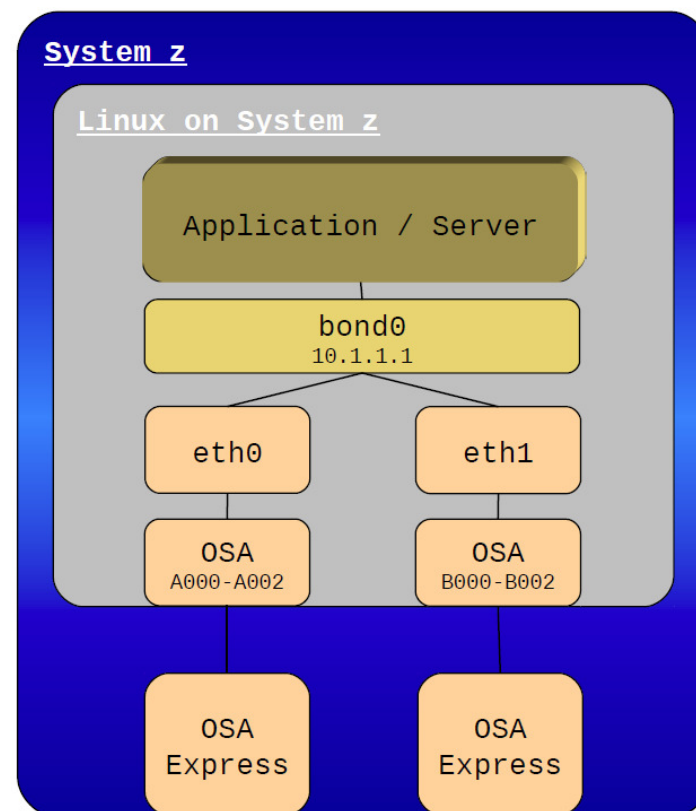 System z
Linux on System z
Application / Server
bond0
10.1.1.1
eth0
eth1
OSA
A000-A002
OSA
B000-B002
OSA
Express
OSA
Express